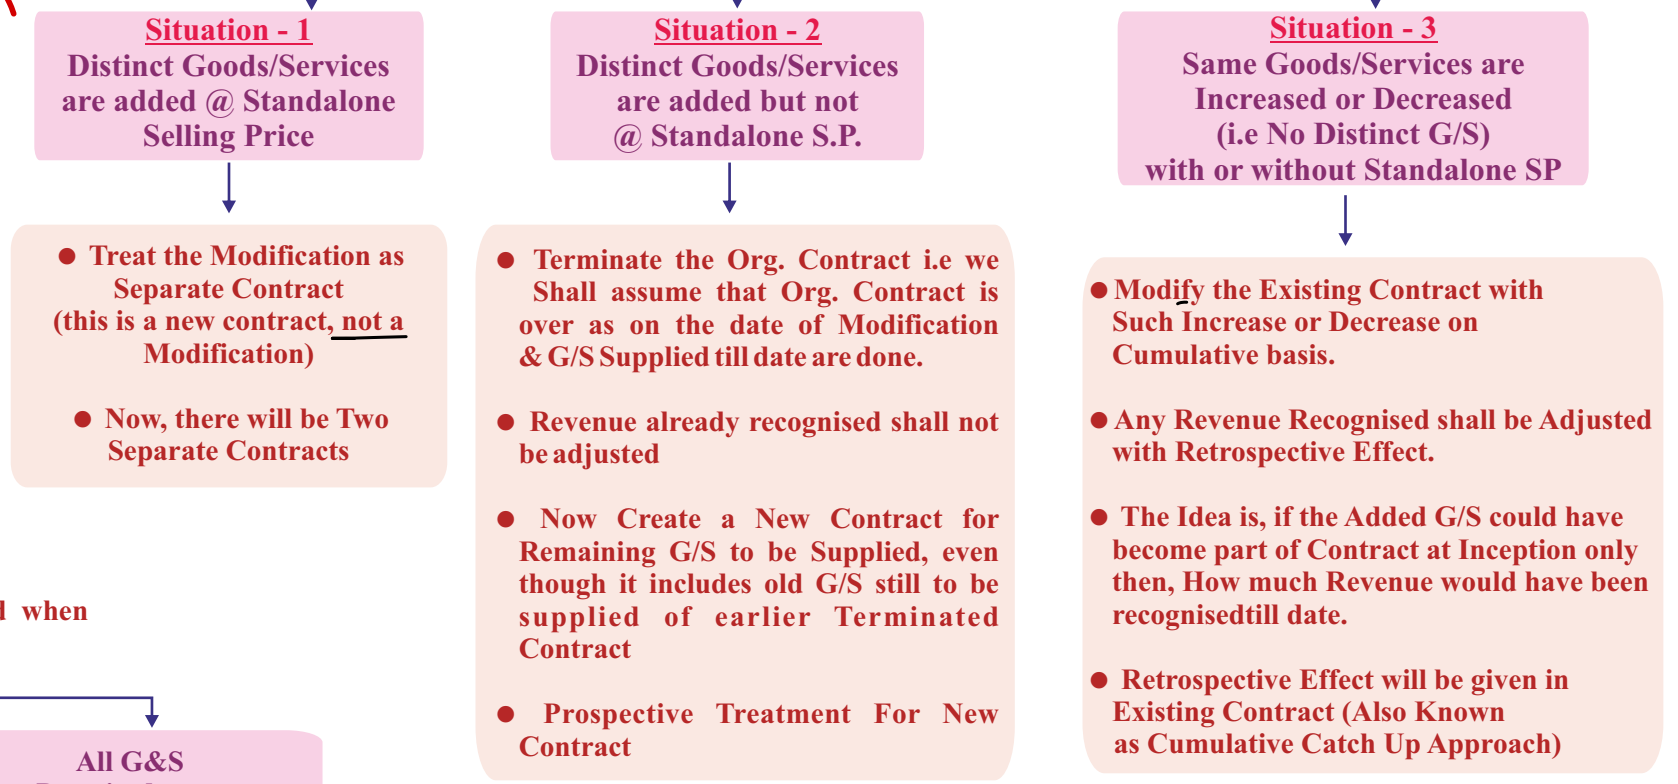 Situation - 1
Distinct Goods/Services
are added @ Standalone
Selling Price
● Treat the Modification as
Separate Contract
(this is a new contract, not a
Modification)
● Now, there will be Two
Separate Contracts
Situation - 2
Distinct Goods/Services
are added but not
@ Standalone S.P.
● Terminate the Org. Contract i.e we
Shall assume that Org. Contract is
over as on the date of Modification
& G/S Supplied till date are done.
● Revenue already recognised shall not
be adjusted
● Now Create a New Contract for
Remaining G/S to be Supplied, even
though it includes old G/S still to be
supplied of earlier Terminated
Contract
● Prospective Treatment For New
Contract
Situation - 3
Same Goods/Services are
Increased or Decreased
(i.e No Distinct G/S)
with or without Standalone SP
● Modify the Existing Contract with
Such Increase or Decrease on
Cumulative basis.
● Any Revenue Recognised shall be Adjusted
with Retrospective Effect.
● The Idea is, if the Added G/S could have
become part of Contract at Inception only
then, How much Revenue would have been
recognisedtill date.
● Retrospective Effect will be given in
Existing Contract (Also Known
as Cumulative Catch Up Approach)
when
All G&S